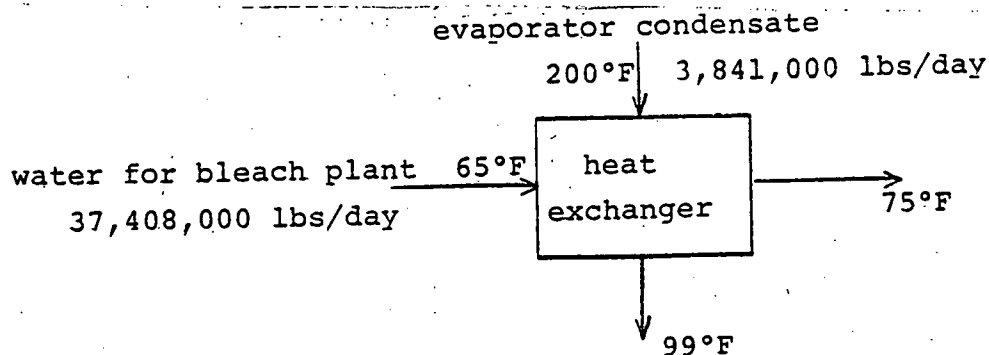 evaporator condensate
200°F 3,841,000 lbs/day
water for bleach plant 65°F heat
37,408,000 lbs/day exchanger 75°F
99°F